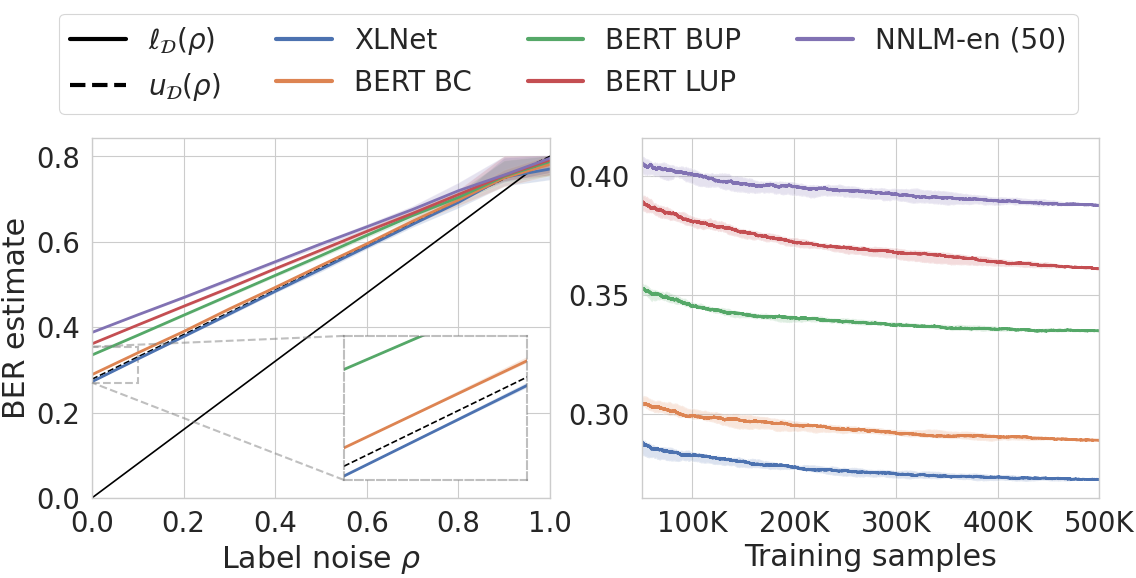 ℓ_𝒟(ρ) XLNet BERT BUP NNLM-en (50)
u_𝒟(ρ) BERT BC BERT LUP
BER estimate
0.8
0.6
0.4
0.2
0.0
0.0 0.2 0.4 0.6 0.8 1.0
Label noise ρ
0.40
0.35
0.30
100K 200K 300K 400K 500K
Training samples